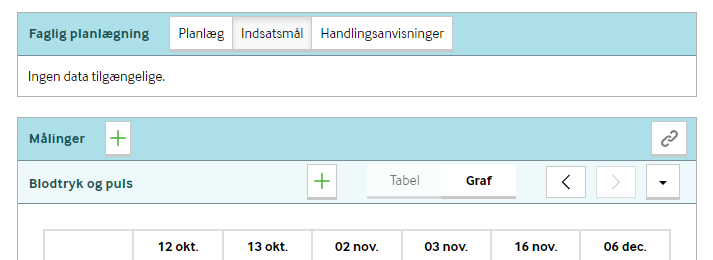 Faglig planlægning Planlæg Indsatsmål Handlingsanvisninger
Ingen data tilgængelige.
Målinger
Blodtryk og puls Tabel Graf
12 okt. 13 okt. 02 nov. 03 nov. 16 nov. 06 dec.